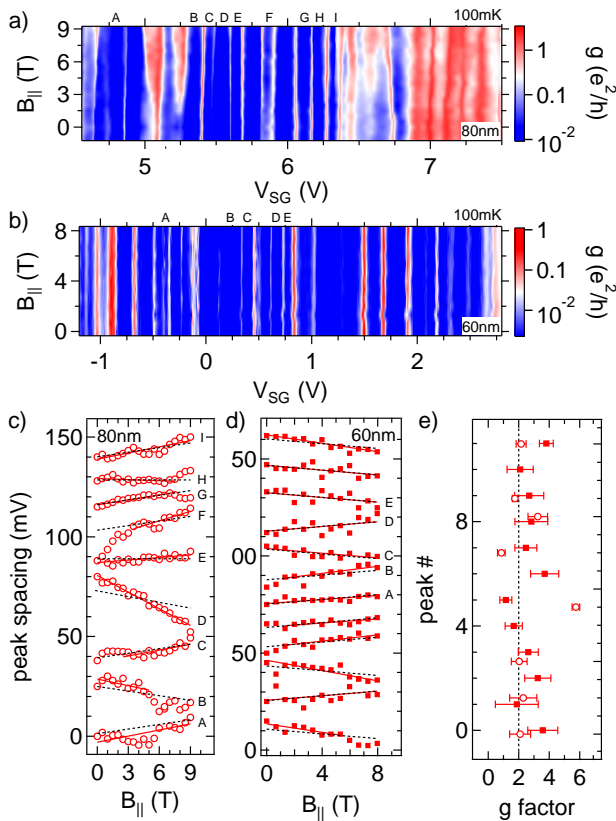 a)
A B C D E F G H I
100mK
B|| (T)
9
6
3
0
80nm
5 6 7
V_SG (V)
g (e²/h)
1
0.1
10⁻²
b)
A B C D E
100mK
B|| (T)
8
4
0
60nm
-1 0 1 2
V_SG (V)
g (e²/h)
1
0.1
10⁻²
c)
80nm
peak spacing (mV)
150
100
50
0
I
H
G
F
E
D
C
B
A
0 3 6 9
B|| (T)
d)
60nm
50
00
50
0
E
D
C
B
A
0 4 8
B|| (T)
e)
peak #
8
4
0
0 2 4 6
g factor